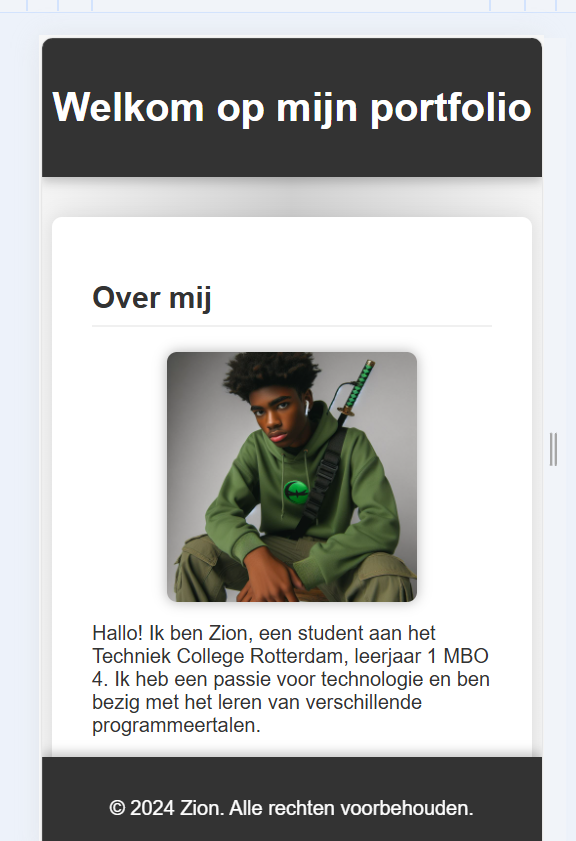 Welkom op mijn portfolio
Over mij
Hallo! Ik ben Zion, een student aan het
Techniek College Rotterdam, leerjaar 1 MBO
4. Ik heb een passie voor technologie en ben
bezig met het leren van verschillende
programmeertalen.
© 2024 Zion. Alle rechten voorbehouden.